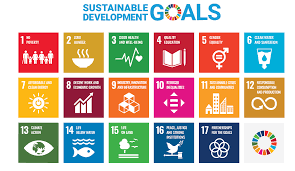 SUSTAINABLE
DEVELOPMENT
GOALS
1 NO
POVERTY
2 ZERO
HUNGER
3 GOOD HEALTH
AND WELL-BEING
4 QUALITY
EDUCATION
5 GENDER
EQUALITY
6 CLEAN WATER
AND SANITATION
7 AFFORDABLE AND
CLEAN ENERGY
8 DECENT WORK AND
ECONOMIC GROWTH
9 INDUSTRY, INNOVATION
AND INFRASTRUCTURE
10 REDUCED
INEQUALITIES
11 SUSTAINABLE CITIES
AND COMMUNITIES
12 RESPONSIBLE
CONSUMPTION
AND PRODUCTION
13 CLIMATE
ACTION
14 LIFE
BELOW WATER
15 LIFE
ON LAND
16 PEACE, JUSTICE
AND STRONG
INSTITUTIONS
17 PARTNERSHIPS
FOR THE GOALS